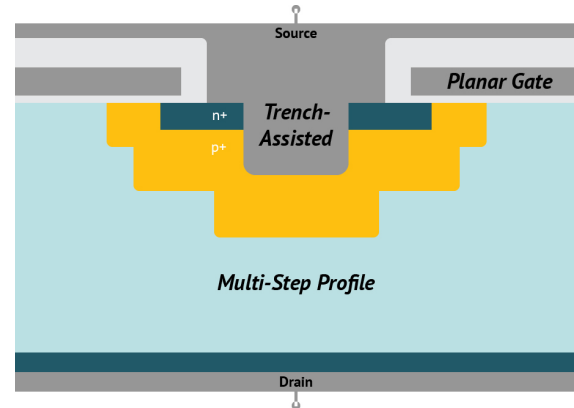 Source
Planar Gate
n+
Trench-
Assisted
p+
Multi-Step Profile
Drain